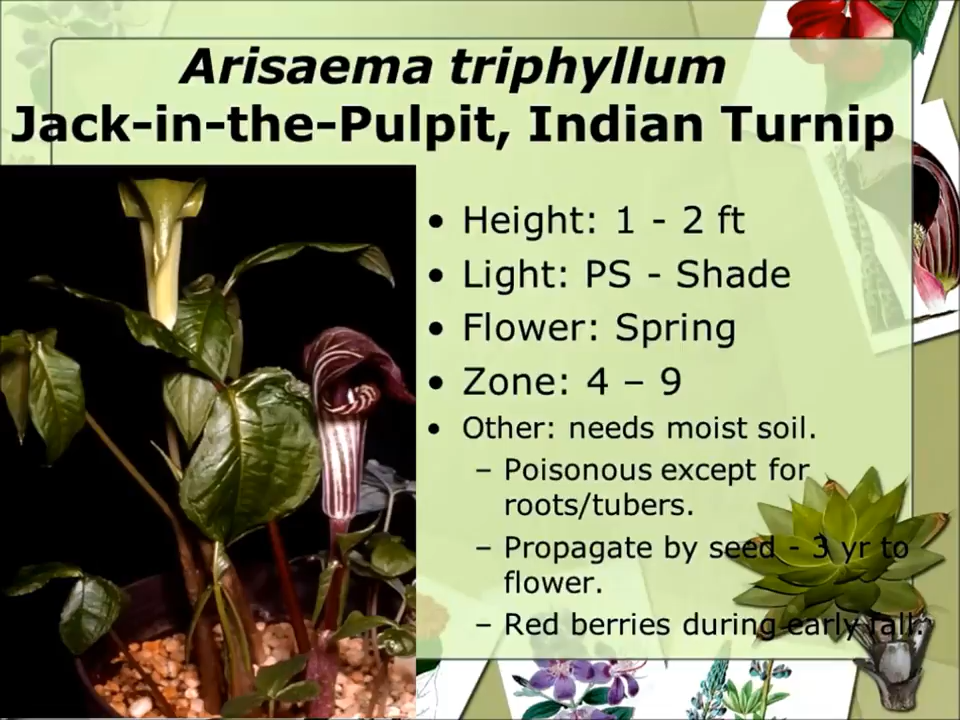 Arisaema triphyllum
Jack-in-the-Pulpit, Indian Turnip
• Height: 1 - 2 ft
• Light: PS - Shade
• Flower: Spring
• Zone: 4 – 9
• Other: needs moist soil.
– Poisonous except for
roots/tubers.
– Propagate by seed - 3 yr to
flower.
– Red berries during early fall.